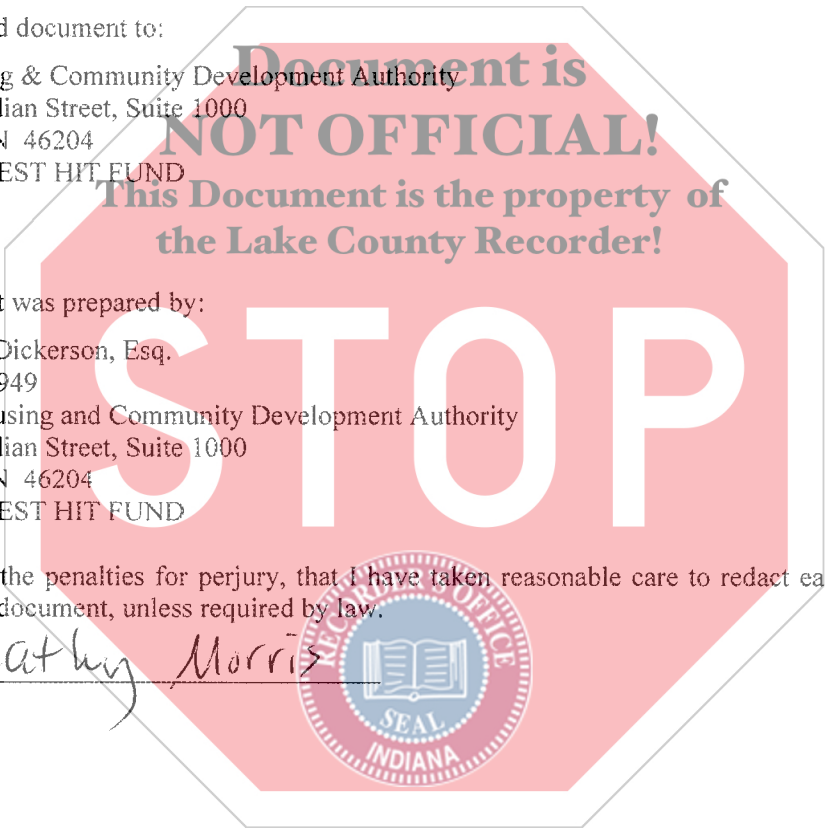 d document to:
Document is
g & Community Development Authority
lian Street, Suite 1000
NOT OFFICIAL!
N 46204
EST HIT FUND
This Document is the property of
the Lake County Recorder!
t was prepared by:
STOP
Dickerson, Esq.
949
using and Community Development Authority
lian Street, Suite 1000
N 46204
EST HIT FUND
the penalties for perjury, that I have taken reasonable care to redact ea
document, unless required by law.
athy Morris
RECORDER'S OFFICE
SEAL
INDIANA